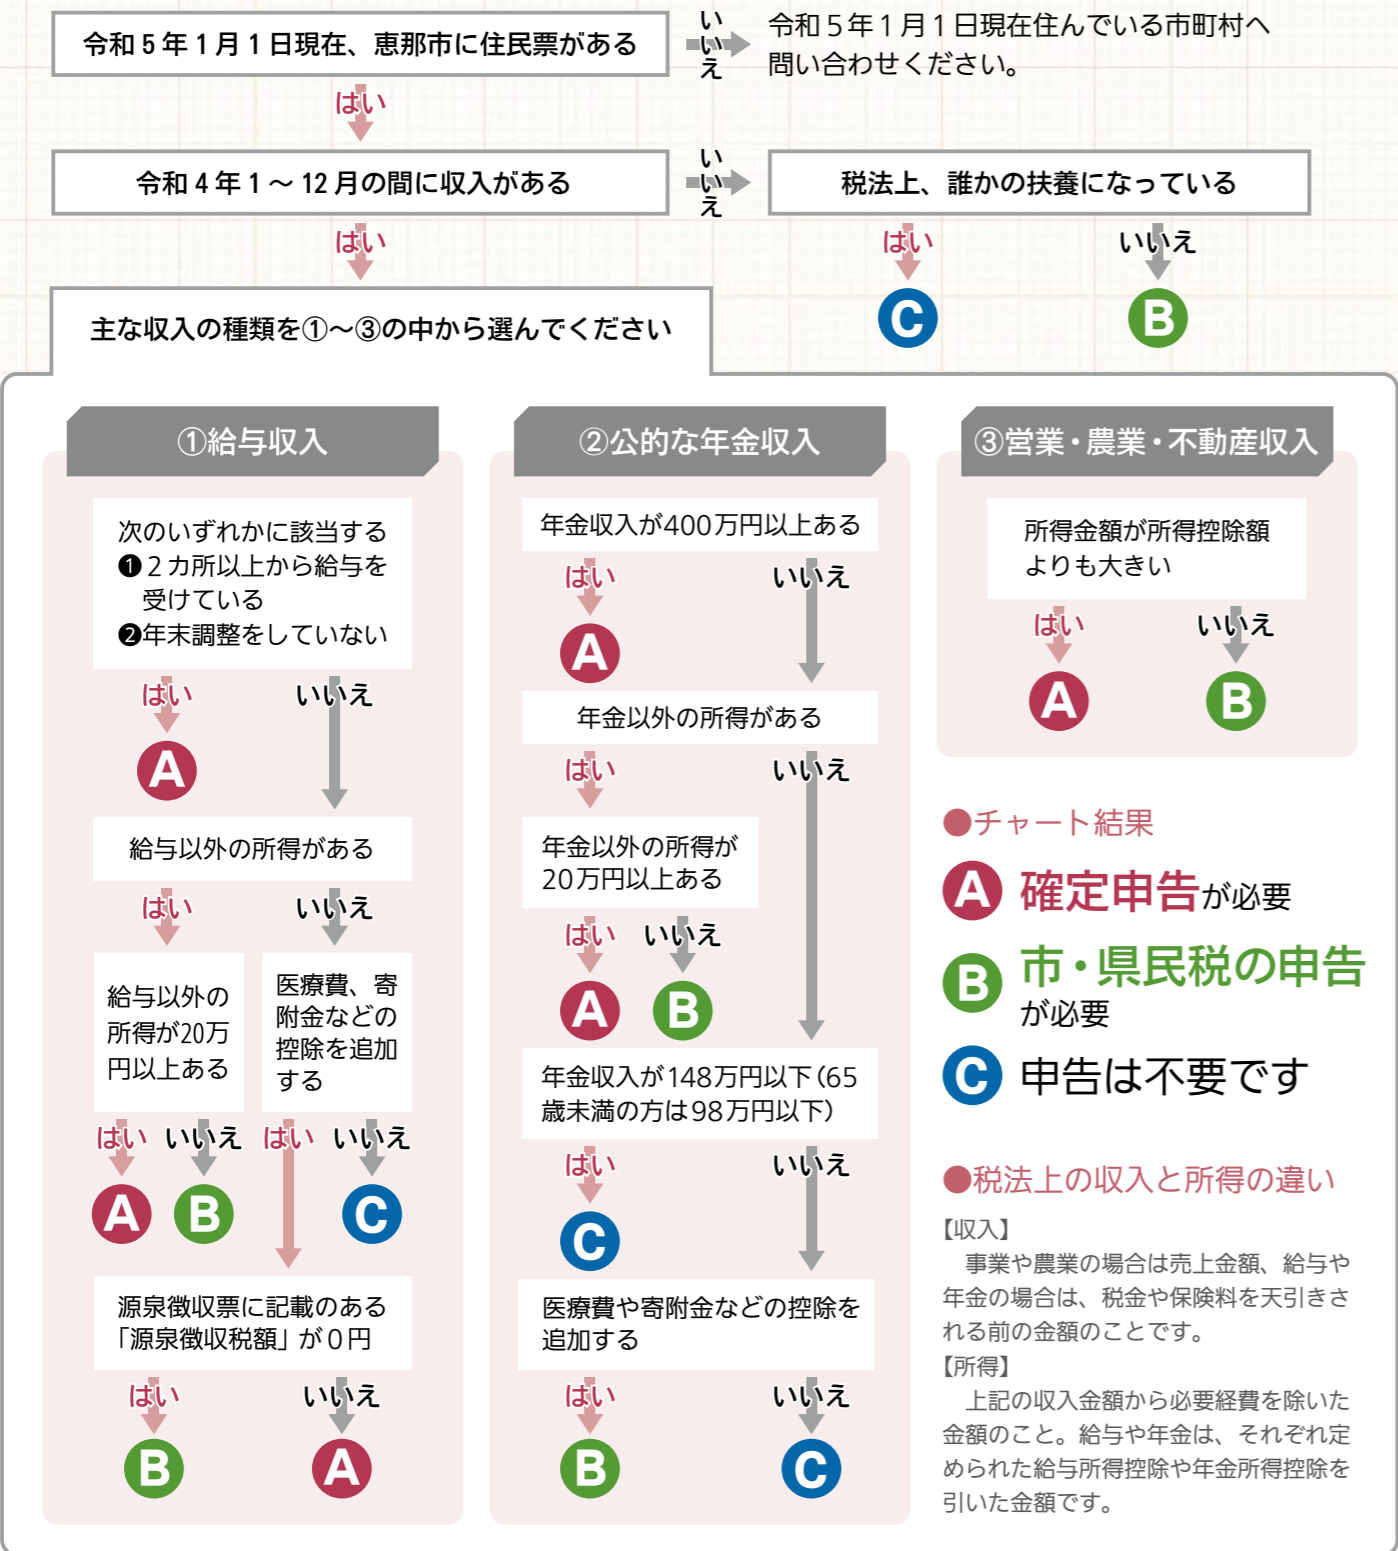 令和５年１月１日現在、恵那市に住民票がある
いいえ
令和５年１月１日現在住んでいる市町村へ
問い合わせください。
はい
令和４年１～12月の間に収入がある
いいえ
税法上、誰かの扶養になっている
はい
はい
いいえ
C
B
主な収入の種類を①～③の中から選んでください
①給与収入
次のいずれかに該当する
❶２カ所以上から給与を
受けている
❷年末調整をしていない
はい
いいえ
A
給与以外の所得がある
はい
いいえ
給与以外の
所得が20万
円以上ある
医療費、寄
附金などの
控除を追加
する
はい
いいえ
はい
いいえ
A
B
C
源泉徴収票に記載のある
「源泉徴収税額」が０円
はい
いいえ
B
A
②公的な年金収入
年金収入が400万円以上ある
はい
いいえ
A
年金以外の所得がある
はい
いいえ
年金以外の所得が
20万円以上ある
はい
いいえ
A
B
年金収入が148万円以下（65
歳未満の方は98万円以下）
はい
いいえ
C
医療費や寄附金などの控除を
追加する
はい
いいえ
B
C
③営業・農業・不動産収入
所得金額が所得控除額
よりも大きい
はい
いいえ
A
B
●チャート結果
A 確定申告が必要
B 市・県民税の申告
が必要
C 申告は不要です
●税法上の収入と所得の違い
【収入】
　事業や農業の場合は売上金額、給与や
年金の場合は、税金や保険料を天引きさ
れる前の金額のことです。
【所得】
　上記の収入金額から必要経費を除いた
金額のこと。給与や年金は、それぞれ定
められた給与所得控除や年金所得控除を
引いた金額です。